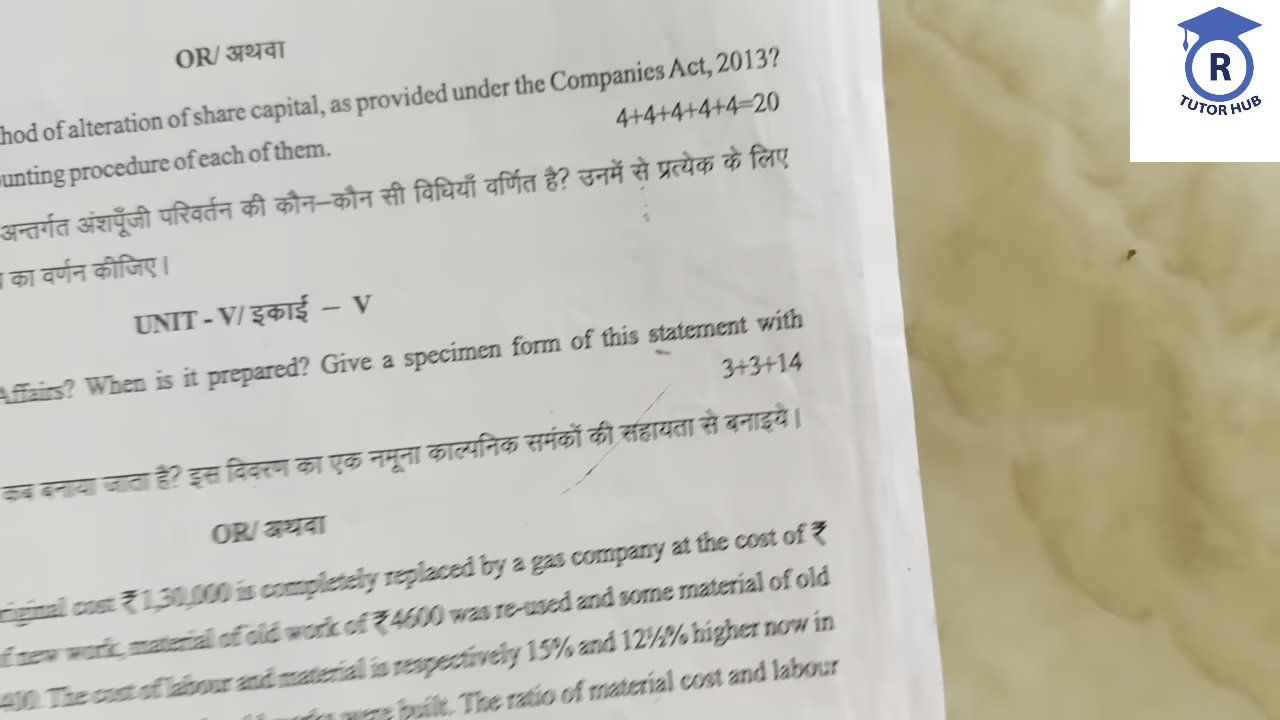 OR/ अथवा
hod of alteration of share capital, as provided under the Companies Act, 2013?
unting procedure of each of them.
4+4+4+4+4=20
अन्तर्गत अंशपूँजी परिवर्तन की कौन–कौन सी विधियाँ वर्णित है? उनमें से प्रत्येक के लिए
का वर्णन कीजिए।
UNIT - V/ इकाई – V
Affairs? When is it prepared? Give a specimen form of this statement with
3+3+14
कब बनाया जाता है? इस विवरण का एक नमूना काल्पनिक समंकों की सहायता से बनाइये।
OR/ अथवा
riginal cost ₹1,30,000 is completely replaced by a gas company at the cost of ₹
f new work, material of old work of ₹4600 was re-used and some material of old
400. The cost of labour and material is respectively 15% and 12½% higher now in
were built. The ratio of material cost and labour
R
TUTOR HUB